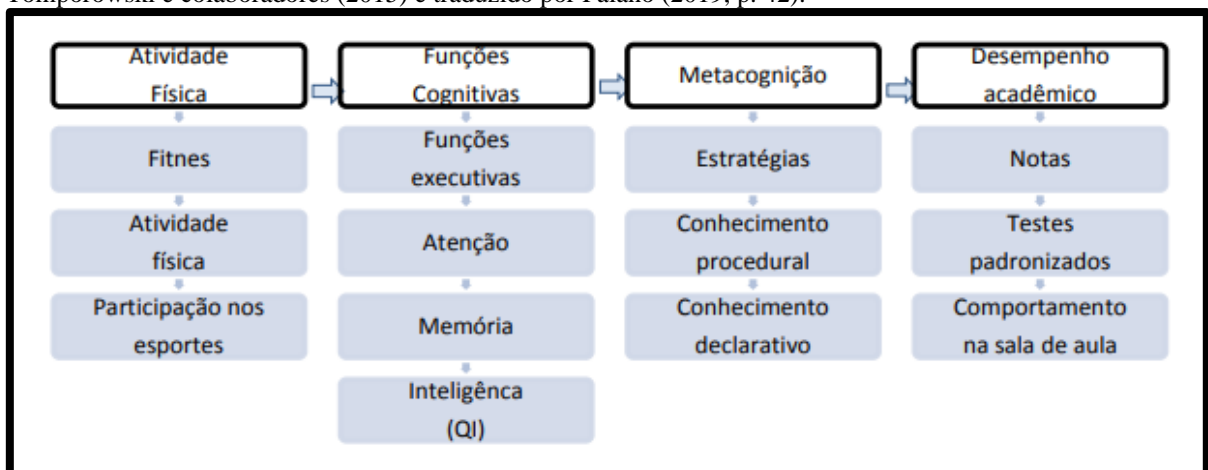 Tomporowski e colaboradores (2015) e traduzido por Paiano (2019, p. 42).
Atividade
Física
Funções
Cognitivas
Metacognição
Desempenho
acadêmico
Fitnes
Funções
executivas
Estratégias
Notas
Atividade
física
Atenção
Conhecimento
procedural
Testes
padronizados
Participação nos
esportes
Memória
Conhecimento
declarativo
Comportamento
na sala de aula
Inteligênca
(QI)